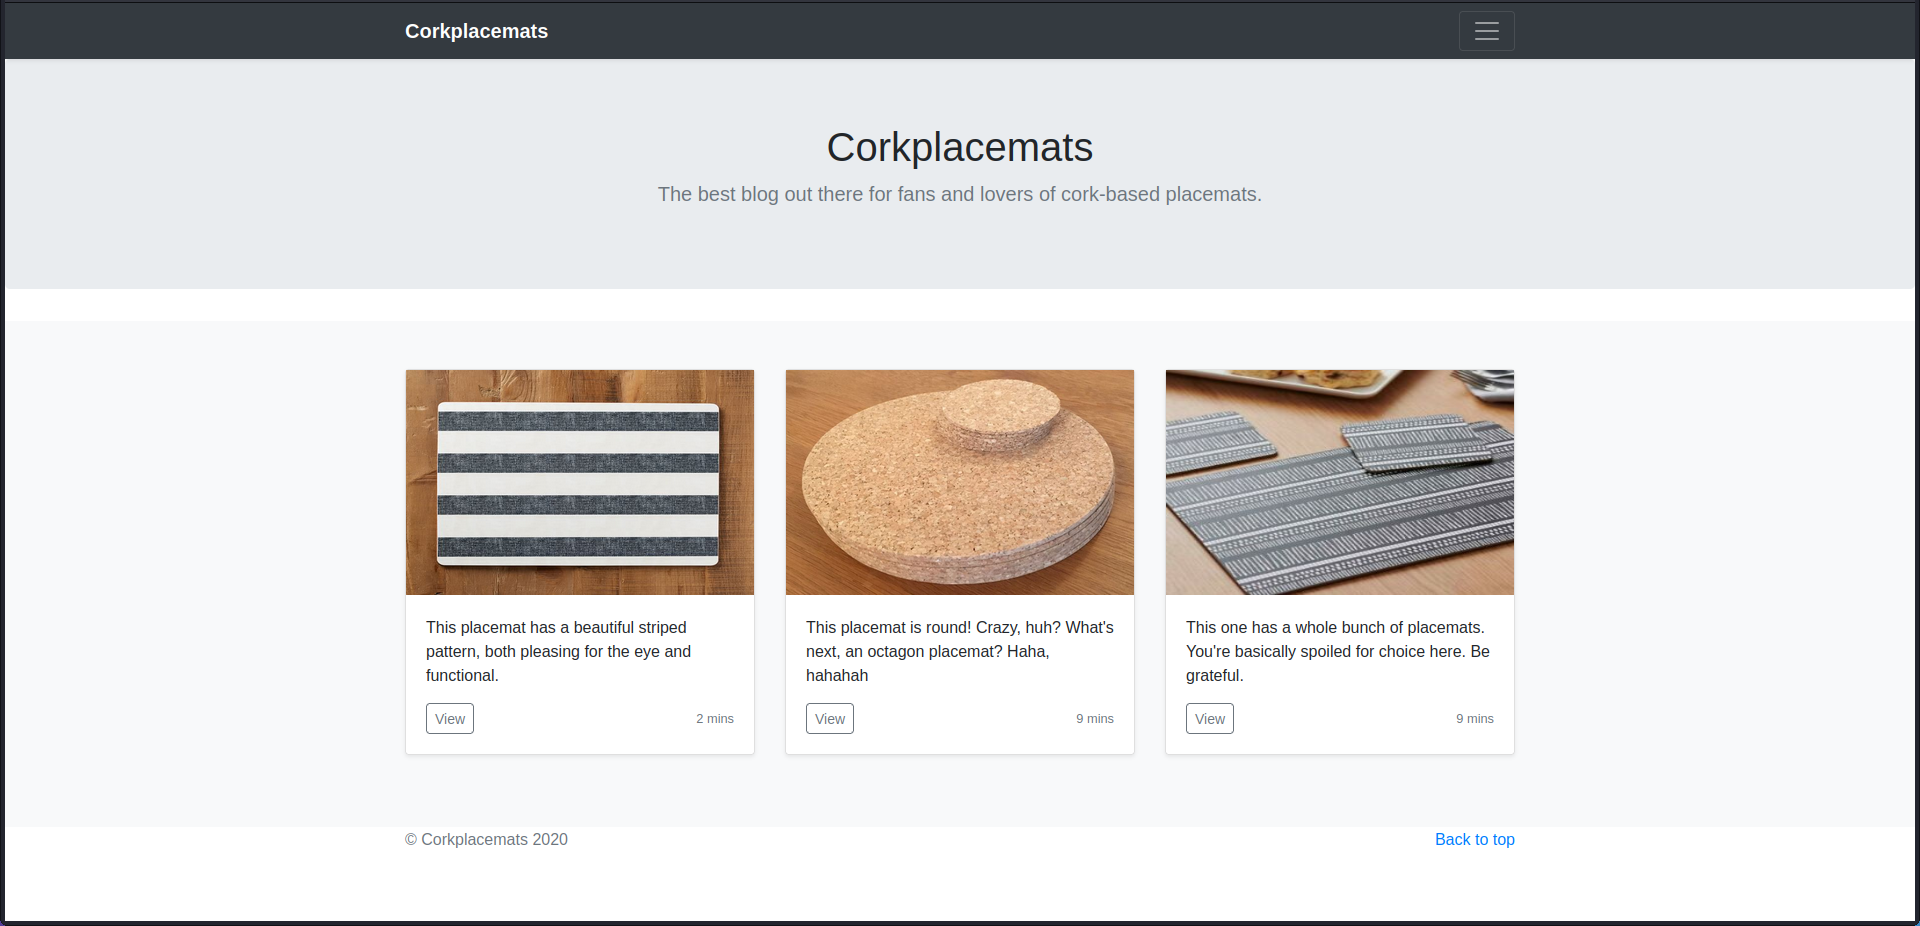 Corkplacemats
Corkplacemats
The best blog out there for fans and lovers of cork-based placemats.
This placemat has a beautiful striped
pattern, both pleasing for the eye and
functional.
View
2 mins
This placemat is round! Crazy, huh? What's
next, an octagon placemat? Haha,
hahahah
View
9 mins
This one has a whole bunch of placemats.
You're basically spoiled for choice here. Be
grateful.
View
9 mins
© Corkplacemats 2020
Back to top